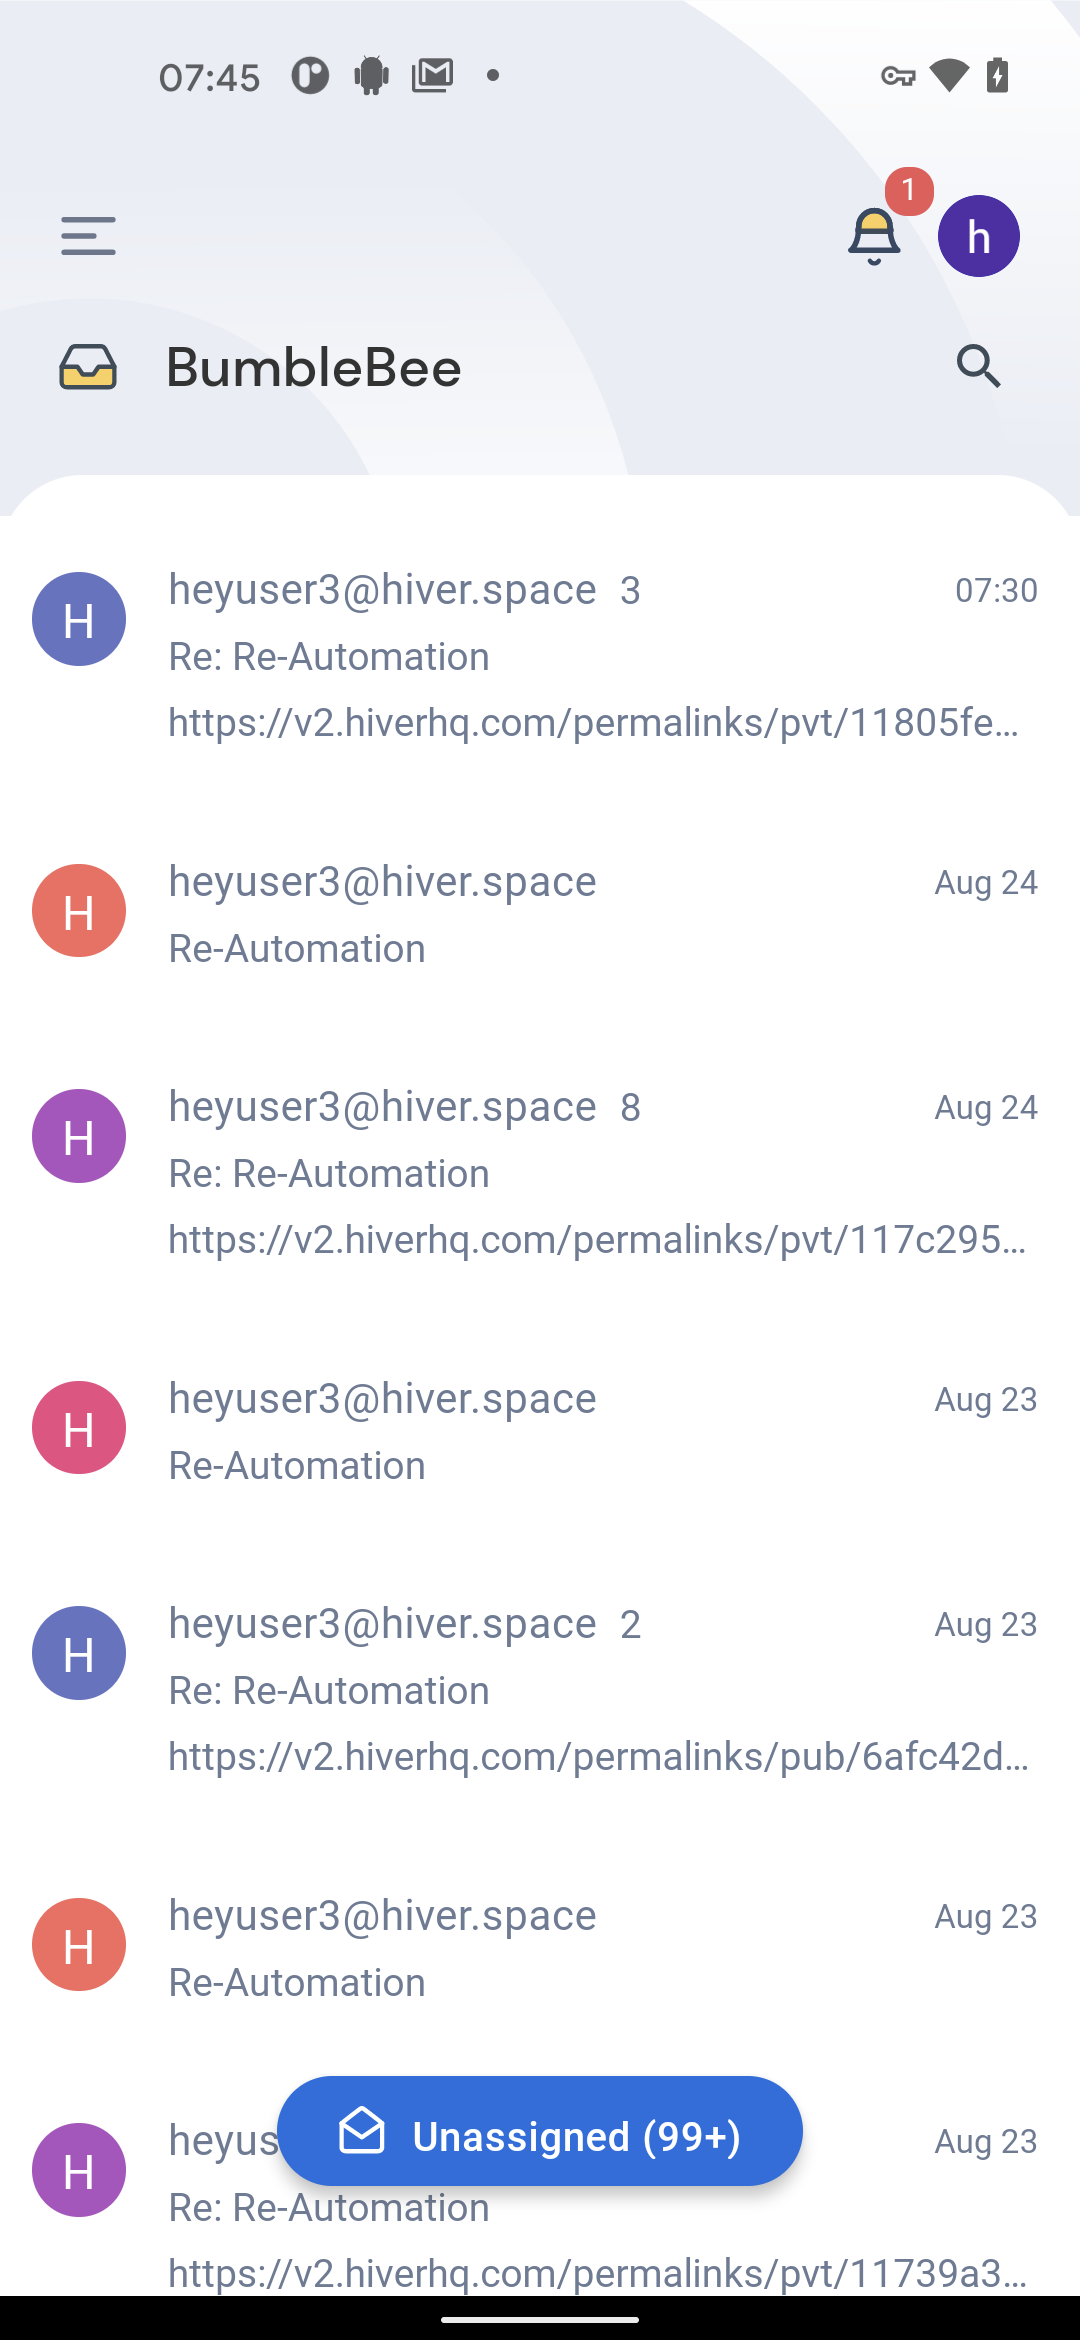 07:45
1
h
BumbleBee
H
heyuser3@hiver.space 3
07:30
Re: Re-Automation
https://v2.hiverhq.com/permalinks/pvt/11805fe...
H
heyuser3@hiver.space
Aug 24
Re-Automation
H
heyuser3@hiver.space 8
Aug 24
Re: Re-Automation
https://v2.hiverhq.com/permalinks/pvt/117c295...
H
heyuser3@hiver.space
Aug 23
Re-Automation
H
heyuser3@hiver.space 2
Aug 23
Re: Re-Automation
https://v2.hiverhq.com/permalinks/pub/6afc42d...
H
heyuser3@hiver.space
Aug 23
Re-Automation
H
heyus
Unassigned (99+)
Aug 23
Re: Re-Automation
https://v2.hiverhq.com/permalinks/pvt/11739a3...